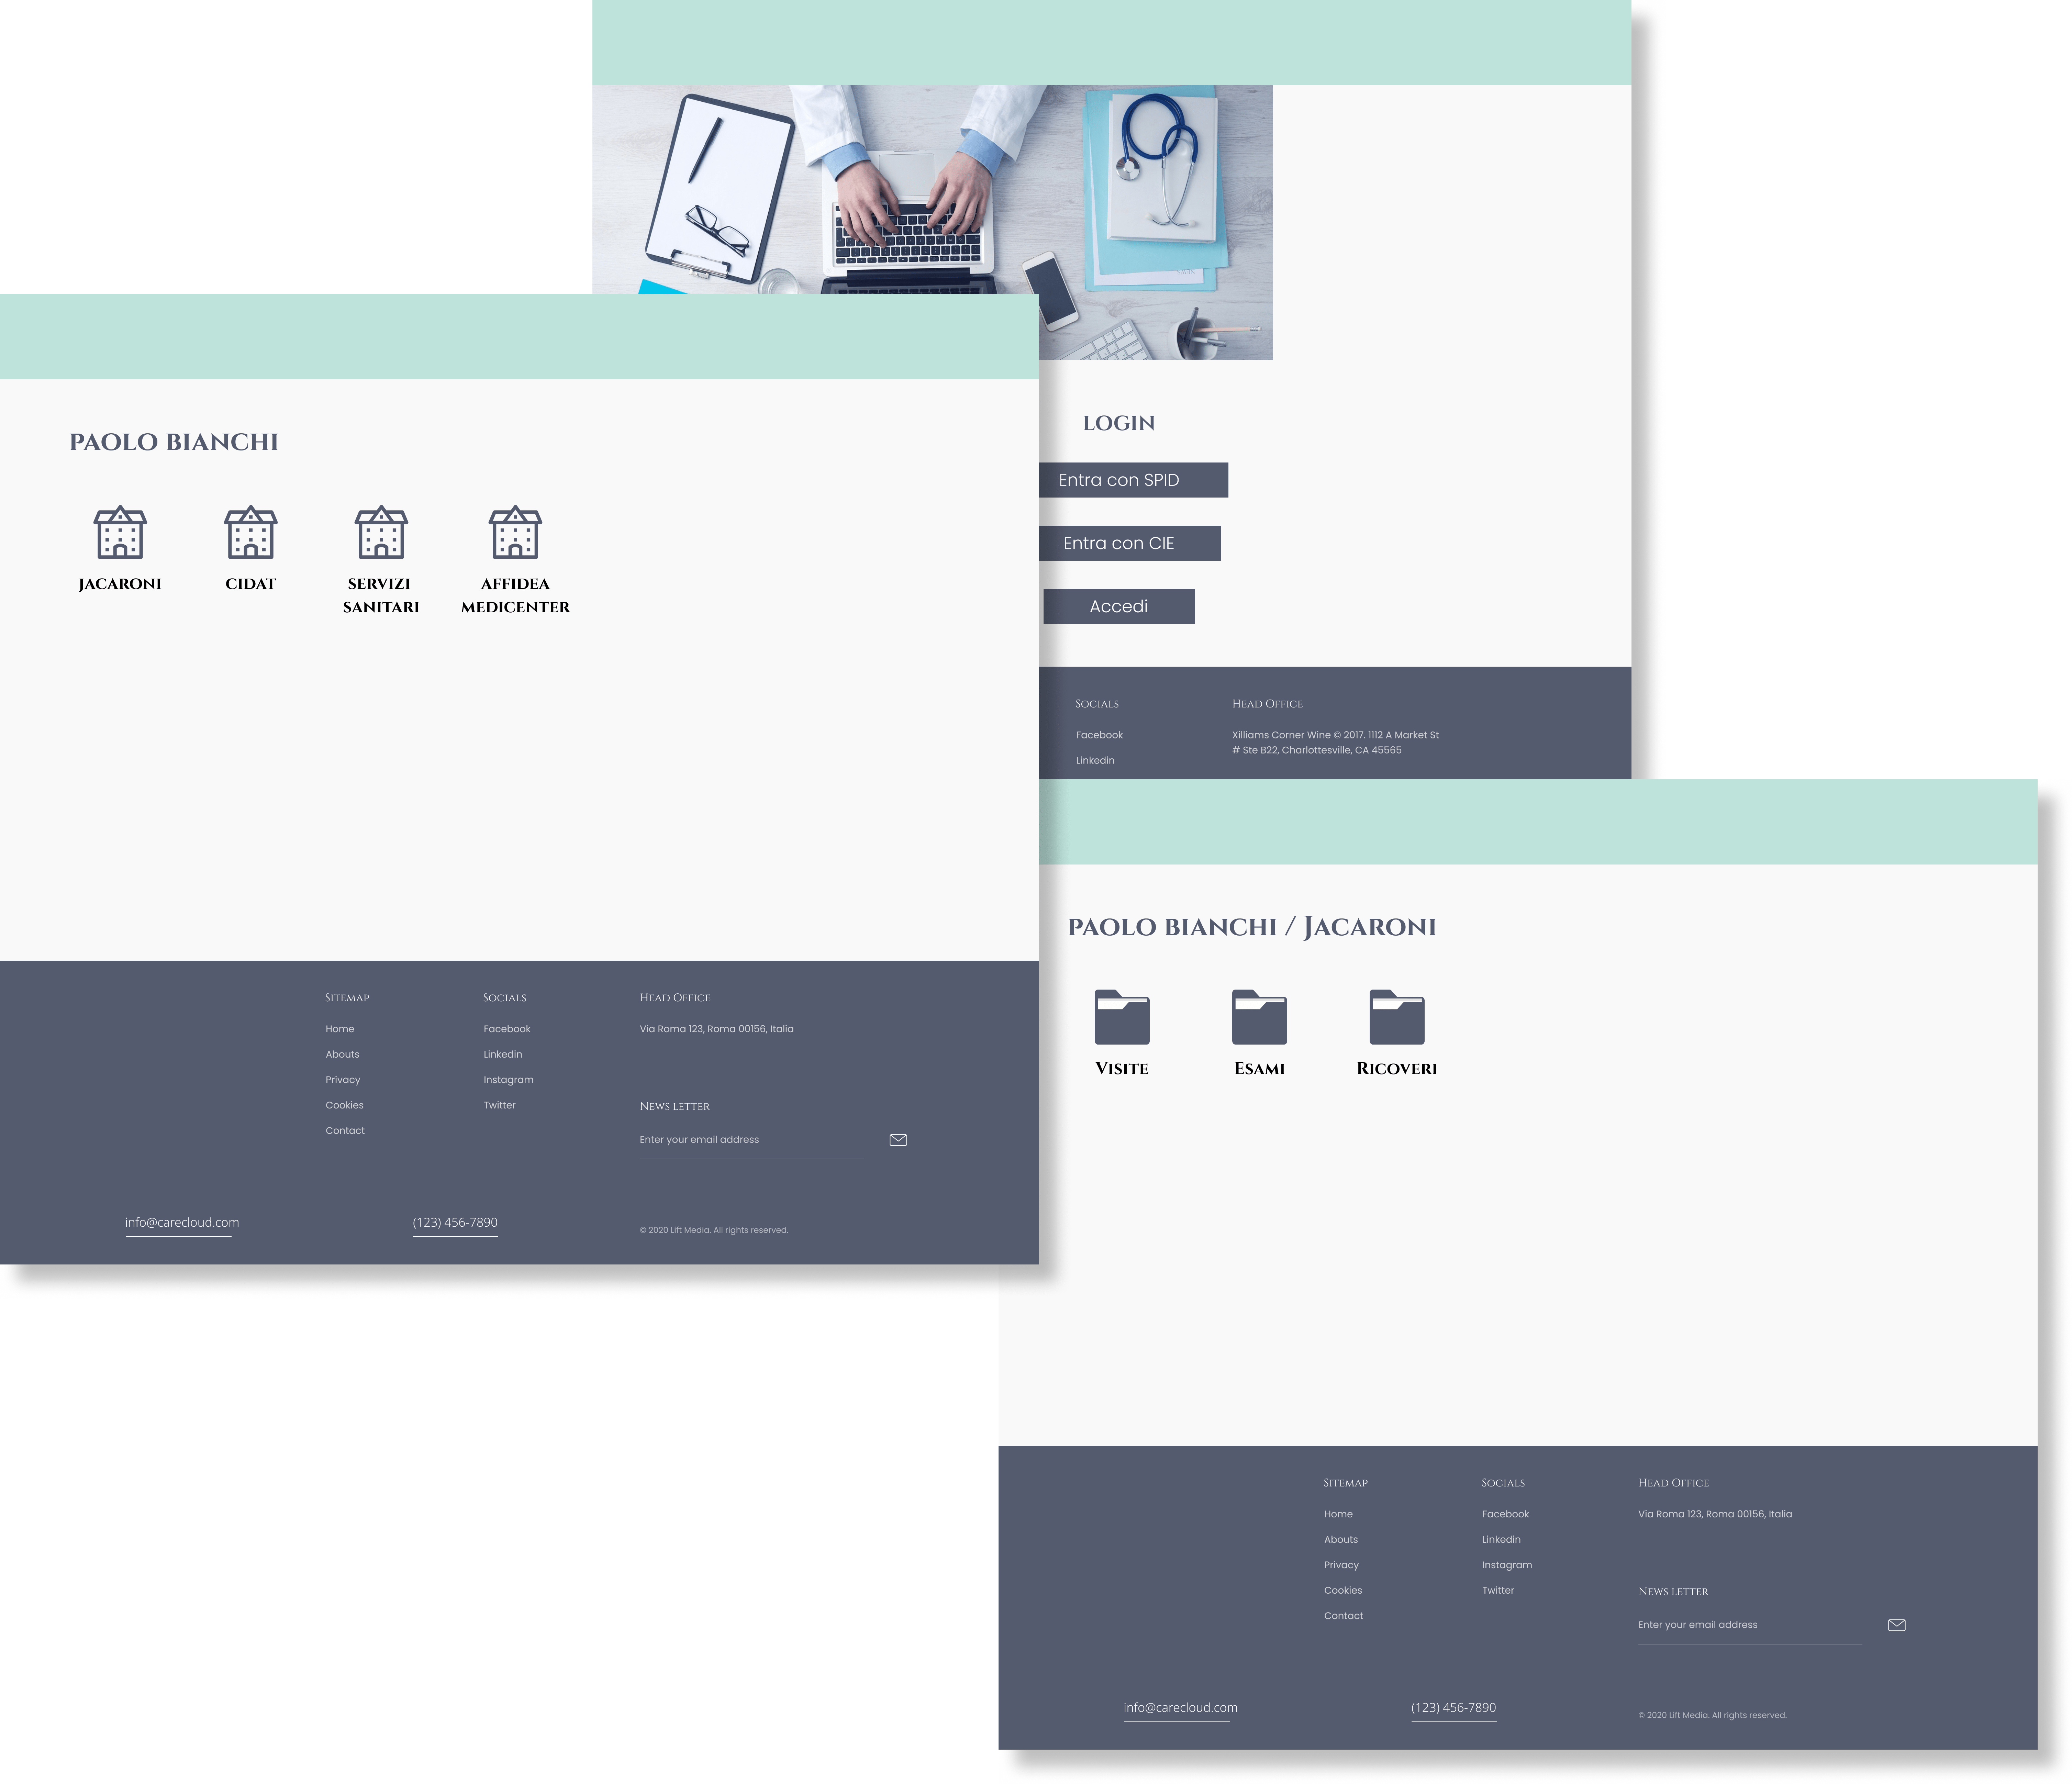 LOGIN
Entra con SPID
Entra con CIE
Accedi
Socials
Facebook
Linkedin
Head Office
Xilliams Corner Wine © 2017. 1112 A Market St
# Ste B22, Charlottesville, CA 45565
PAOLO BIANCHI
JACARONI
CIDAT
SERVIZI
SANITARI
AFFIDEA
MEDICENTER
Sitemap
Home
Abouts
Privacy
Cookies
Contact
Socials
Facebook
Linkedin
Instagram
Twitter
Head Office
Via Roma 123, Roma 00156, Italia
News letter
Enter your email address
info@carecloud.com
(123) 456-7890
© 2020 Lift Media. All rights reserved.
PAOLO BIANCHI / Jacaroni
Visite
Esami
Ricoveri
Sitemap
Home
Abouts
Privacy
Cookies
Contact
Socials
Facebook
Linkedin
Instagram
Twitter
Head Office
Via Roma 123, Roma 00156, Italia
News letter
Enter your email address
info@carecloud.com
(123) 456-7890
© 2020 Lift Media. All rights reserved.